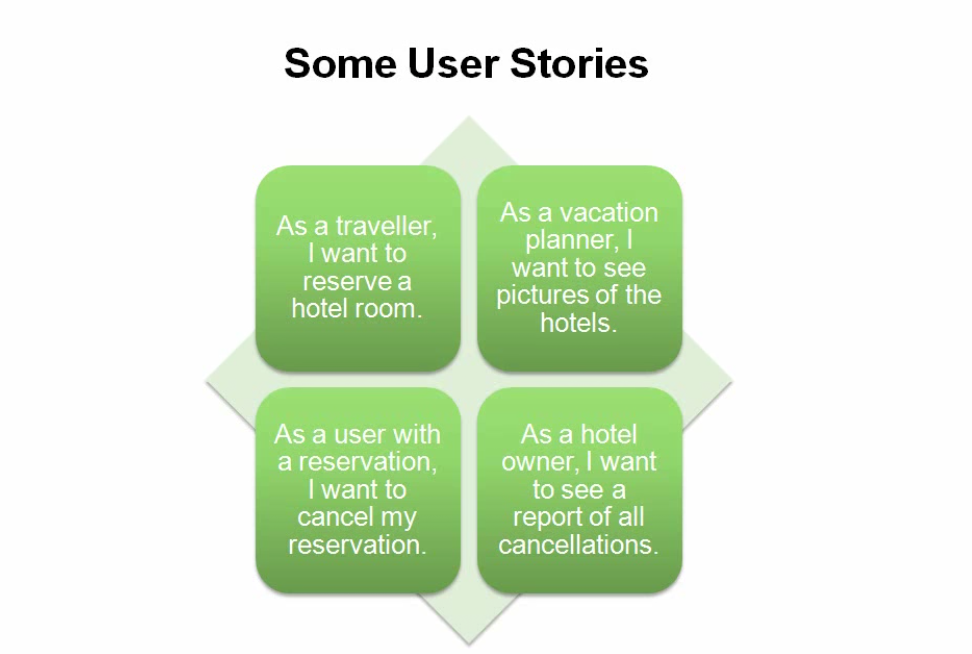 Some User Stories
As a traveller,
I want to
reserve a
hotel room.
As a vacation
planner, I
want to see
pictures of the
hotels.
As a user with
a reservation,
I want to
cancel my
reservation.
As a hotel
owner, I want
to see a
report of all
cancellations.